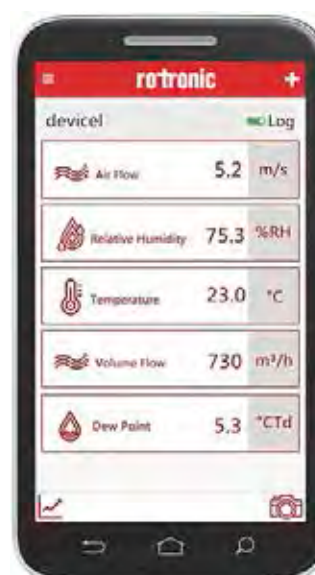 rotronic
device1
Log
Air Flow 5.2 m/s
Relative Humidity 75.3 %RH
Temperature 23.0 °C
Volume Flow 730 m³/h
Dew Point 5.3 °CTd